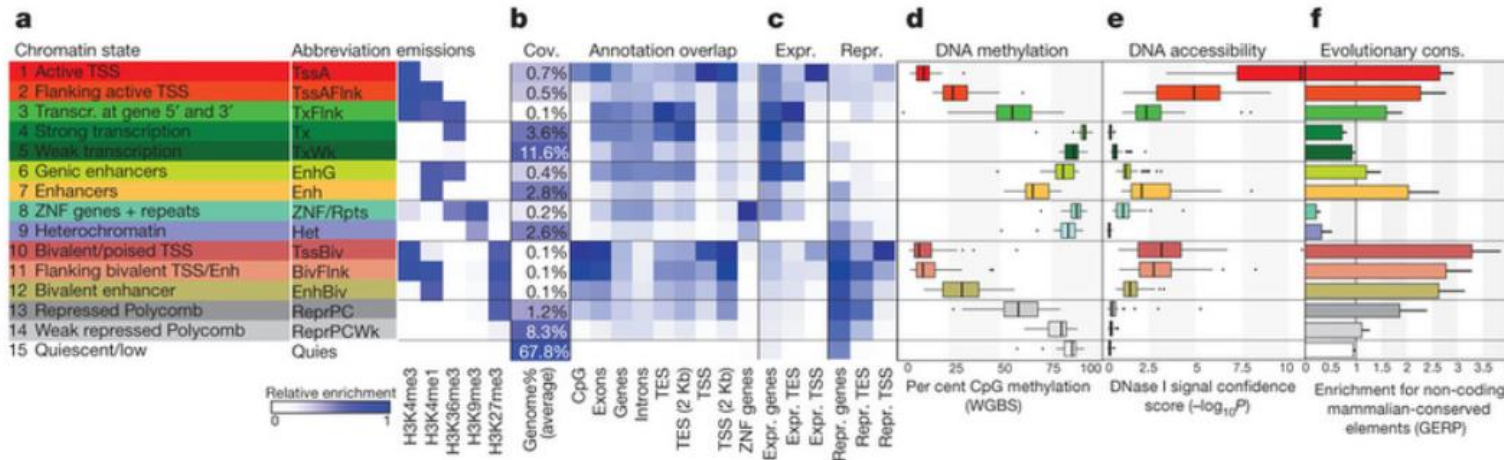 a b c d e f
Chromatin state Abbreviation emissions Cov. Annotation overlap Expr. Repr. DNA methylation DNA accessibility Evolutionary cons.
1 Active TSS TssA 0.7%
2 Flanking active TSS TssAFlnk 0.5%
3 Transcr. at gene 5′ and 3′ TxFlnk 0.1%
4 Strong transcription Tx 3.6%
5 Weak transcription TxWk 11.6%
6 Genic enhancers EnhG 0.4%
7 Enhancers Enh 2.8%
8 ZNF genes + repeats ZNF/Rpts 0.2%
9 Heterochromatin Het 2.6%
10 Bivalent/poised TSS TssBiv 0.1%
11 Flanking bivalent TSS/Enh BivFlnk 0.1%
12 Bivalent enhancer EnhBiv 0.1%
13 Repressed Polycomb ReprPC 1.2%
14 Weak repressed Polycomb ReprPCWk 8.3%
15 Quiescent/low Quies 67.8%
Relative enrichment
0 1
H3K4me3
H3K4me1
H3K36me3
H3K9me3
H3K27me3
Genome%
(average)
CpG
Exons
Genes
Introns
TES
TES (2 Kb)
TSS
TSS (2 Kb)
ZNF genes
Expr. genes
Expr. TES
Expr. TSS
Repr. genes
Repr. TES
Repr. TSS
0 25 50 75 100
Per cent CpG methylation
(WGBS)
0 2.5 5 7.5 10
DNase I signal confidence
score (–log10P)
0 0.5 1 1.5 2 2.5 3 3.5
Enrichment for non-coding
mammalian-conserved
elements (GERP)